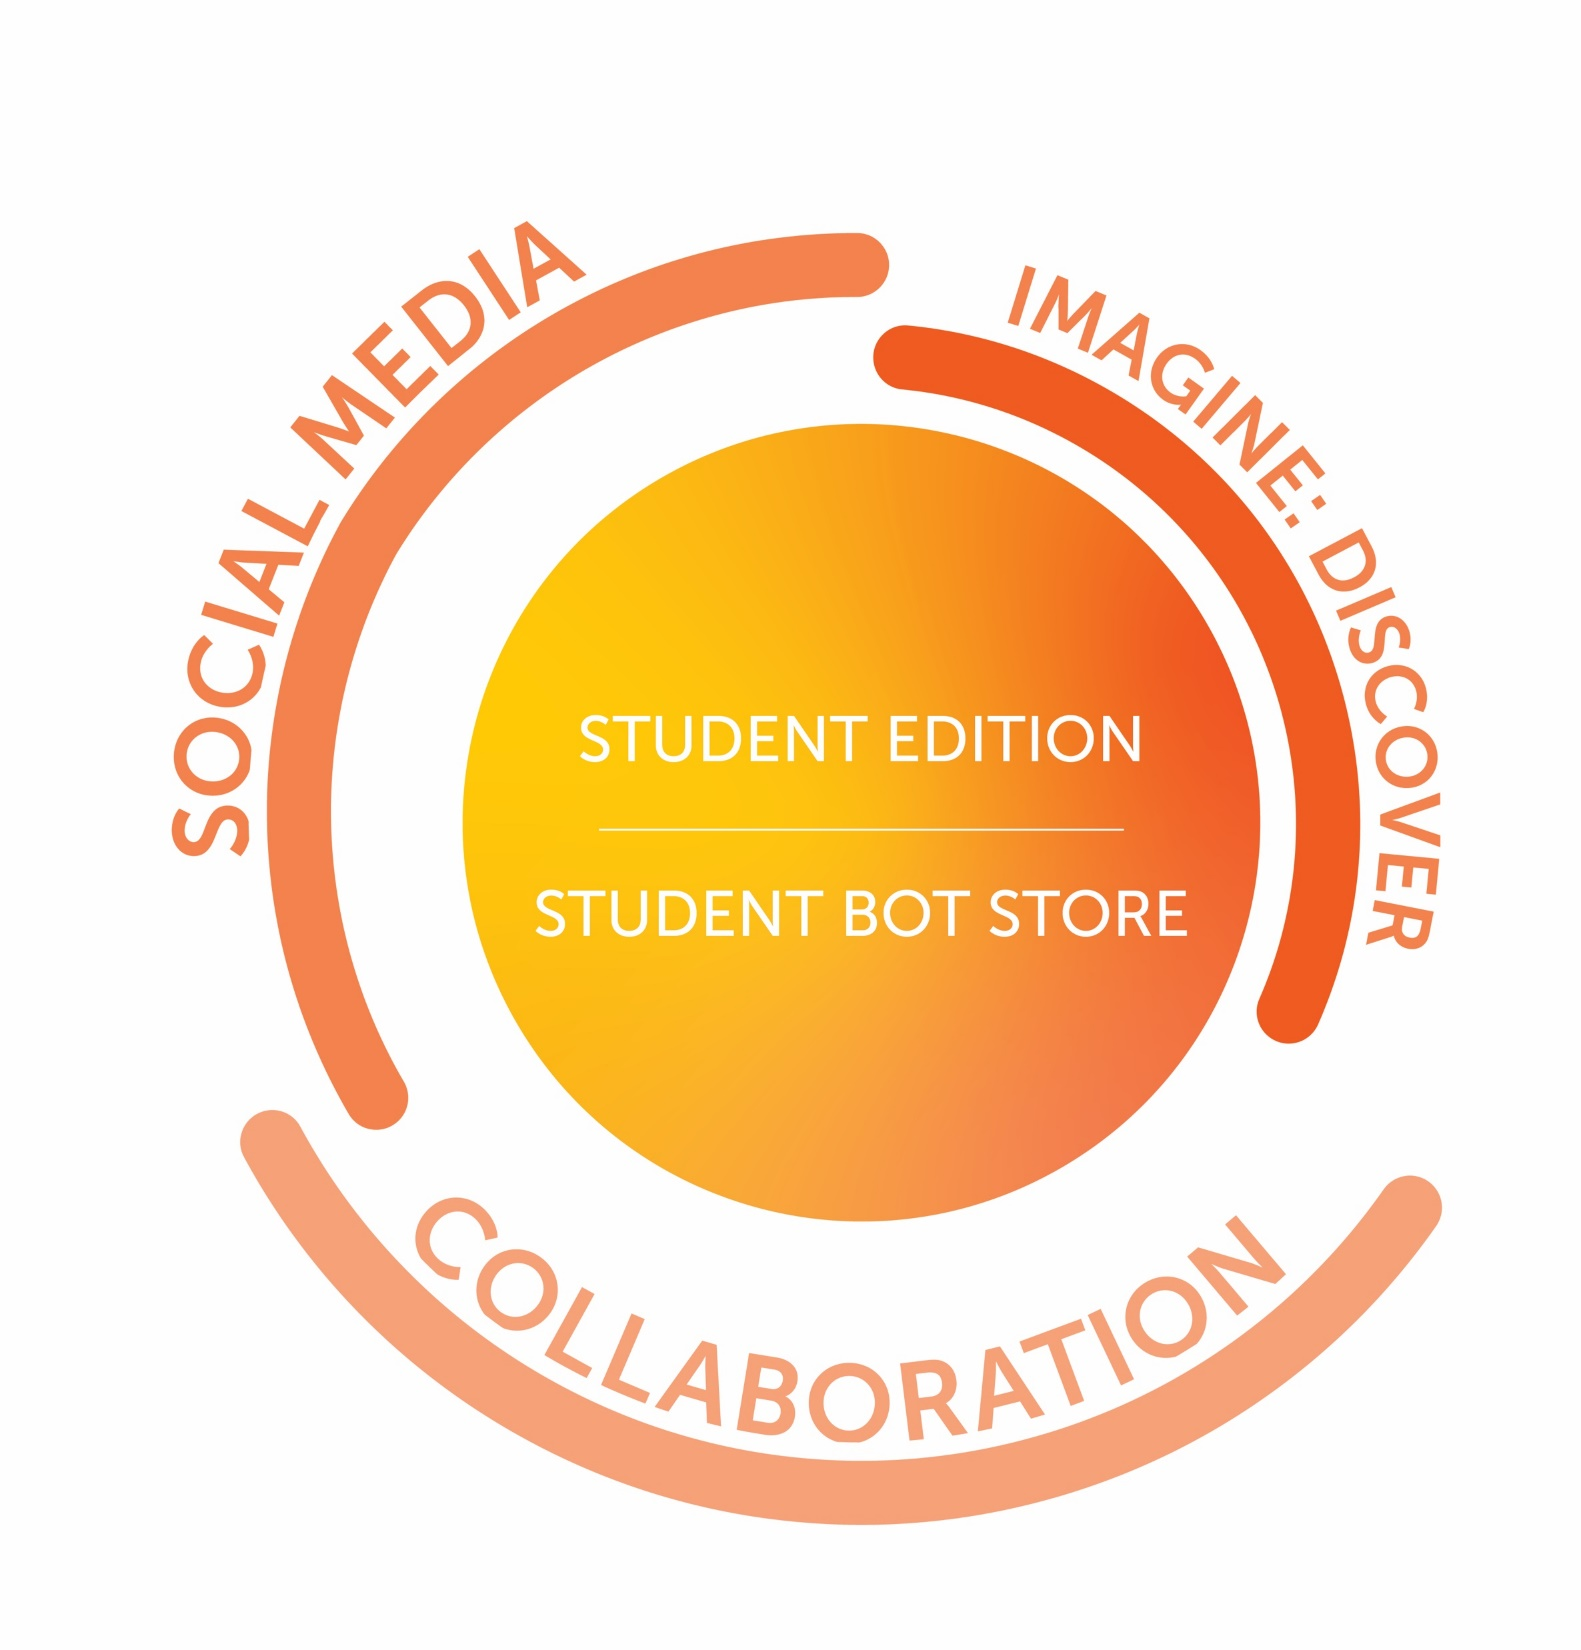 SOCIAL MEDIA
IMAGINE: DISCOVER
STUDENT EDITION
STUDENT BOT STORE
COLLABORATION